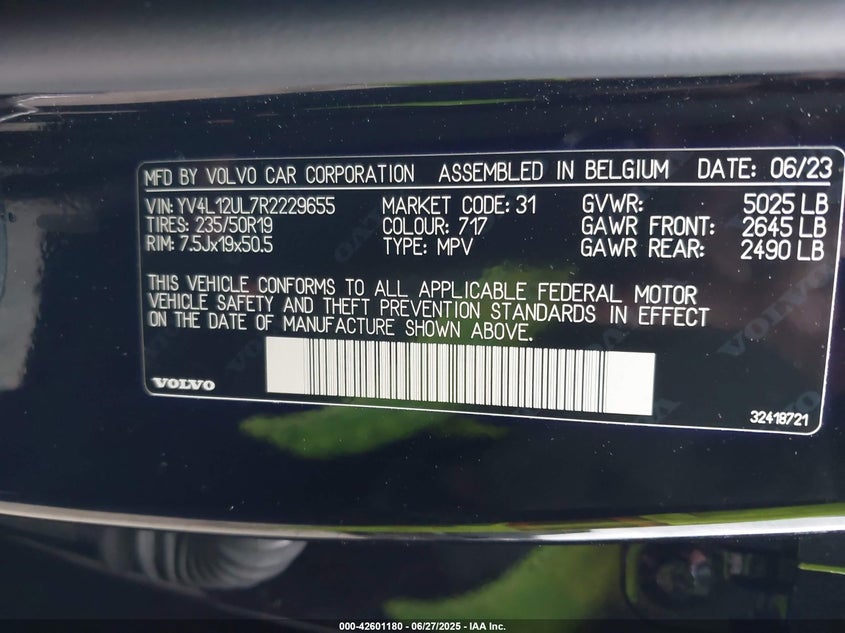 MFD BY VOLVO CAR CORPORATION ASSEMBLED IN BELGIUM DATE: 06/23
VIN: YV4L12UL7R2229655 MARKET CODE: 31 GVWR: 5025 LB
TIRES: 235/50R19 COLOUR: 717 GAWR FRONT: 2645 LB
RIM: 7.5Jx19x50.5 TYPE: MPV GAWR REAR: 2490 LB
THIS VEHICLE CONFORMS TO ALL APPLICABLE FEDERAL MOTOR
VEHICLE SAFETY AND THEFT PREVENTION STANDARDS IN EFFECT
ON THE DATE OF MANUFACTURE SHOWN ABOVE.
VOLVO
32418721
VOLVO
000-42601180 - 06/27/2025 - IAA Inc.